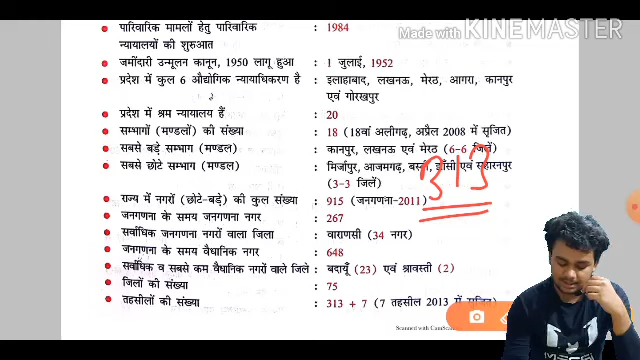 Made with KINEMASTER
पारिवारिक मामलों हेतु पारिवारिक : 1984
न्यायालयों की शुरुआत
जमींदारी उन्मूलन कानून, 1950 लागू हुआ : 1 जुलाई, 1952
प्रदेश में कुल 6 औद्योगिक न्यायाधिकरण है : इलाहाबाद, लखनऊ, मेरठ, आगरा, कानपुर
एवं गोरखपुर
प्रदेश में श्रम न्यायालय हैं : 20
सम्भागों (मण्डलों) की संख्या : 18 (18वां अलीगढ़, अप्रैल 2008 में सृजित)
सबसे बड़े सम्भाग (मण्डल) : कानपुर, लखनऊ एवं मेरठ (6-6 जिलें)
सबसे छोटे सम्भाग (मण्डल) : मिर्जापुर, आजमगढ़, झाँसी एवं सहारनपुर
(3-3 जिलें)
313
राज्य में नगरों (छोटे-बड़े) की कुल संख्या : 915 (जनगणना-2011)
जनगणना के समय जनगणना नगर : 267
सर्वाधिक जनगणना नगरों वाला जिला : वाराणसी (34 नगर)
जनगणना के समय वैधानिक नगर : 648
सर्वाधिक व सबसे कम वैधानिक नगरों वाले जिले : बदायूँ (23) एवं श्रावस्ती (2)
जिलों की संख्या : 75
तहसीलों की संख्या : 313 + 7 (7 तहसील 2013 में सृजित)
Scanned with